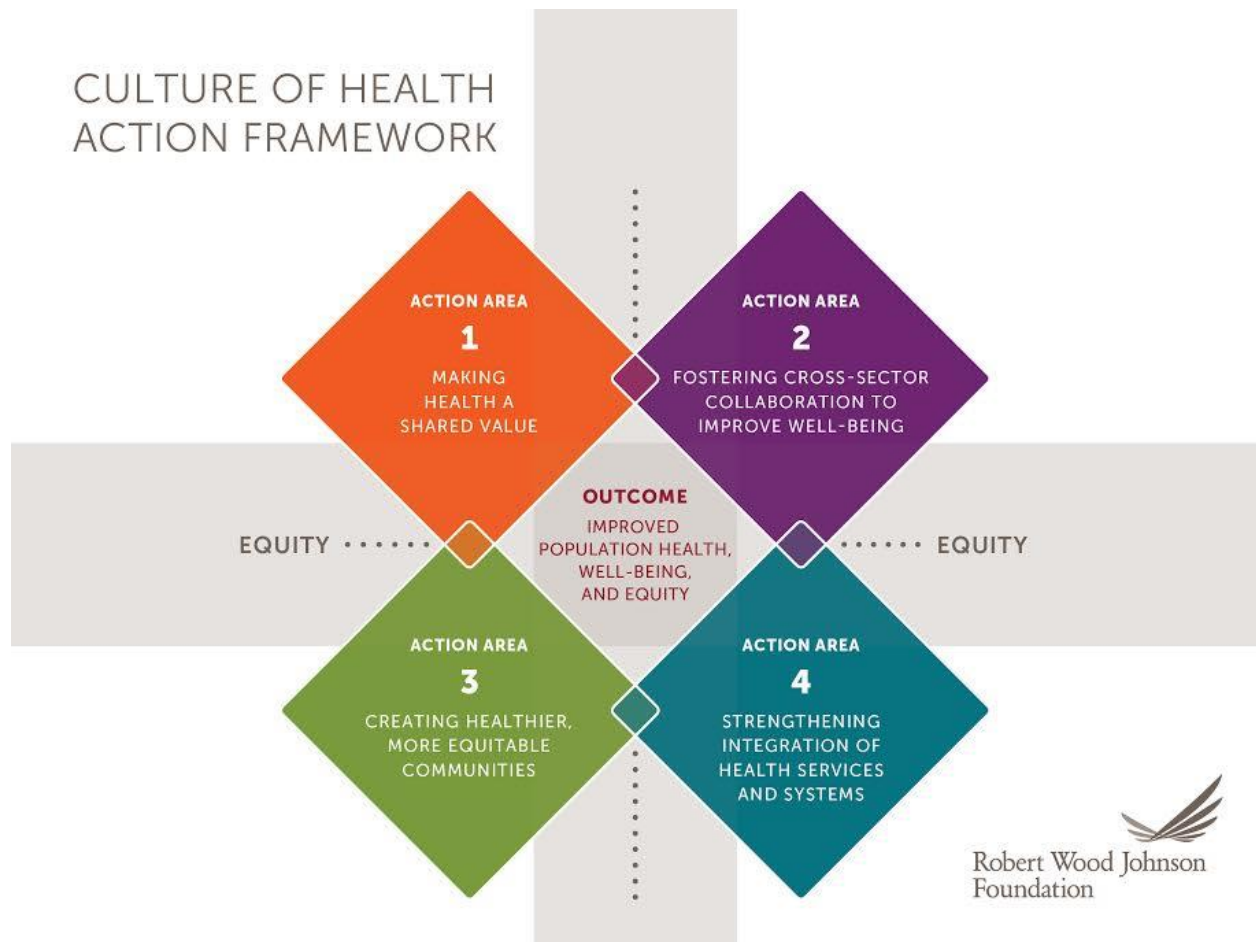 CULTURE OF HEALTH
ACTION FRAMEWORK
ACTION AREA
1
MAKING
HEALTH A
SHARED VALUE
ACTION AREA
2
FOSTERING CROSS-SECTOR
COLLABORATION TO
IMPROVE WELL-BEING
EQUITY
OUTCOME
IMPROVED
POPULATION HEALTH,
WELL-BEING,
AND EQUITY
EQUITY
ACTION AREA
3
CREATING HEALTHIER,
MORE EQUITABLE
COMMUNITIES
ACTION AREA
4
STRENGTHENING
INTEGRATION OF
HEALTH SERVICES
AND SYSTEMS
Robert Wood Johnson
Foundation